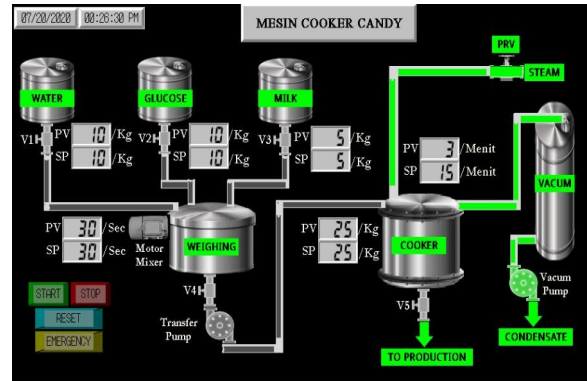 07/20/2020 00:26:30 PM
MESIN COOKER CANDY
PRV
STEAM
WATER
GLUCOSE
MILK
V1
PV 10 /Kg
SP 10 /Kg
V2
PV 10 /Kg
SP 10 /Kg
V3
PV 5 /Kg
SP 5 /Kg
PV 3 /Menit
SP 15 /Menit
VACUM
PV 30 /Sec
SP 30 /Sec
Motor
Mixer
WEIGHING
PV 25 /Kg
SP 25 /Kg
COOKER
START STOP
RESET
EMERGENCY
V4
Transfer
Pump
V5
TO PRODUCTION
Vacum
Pump
CONDENSATE